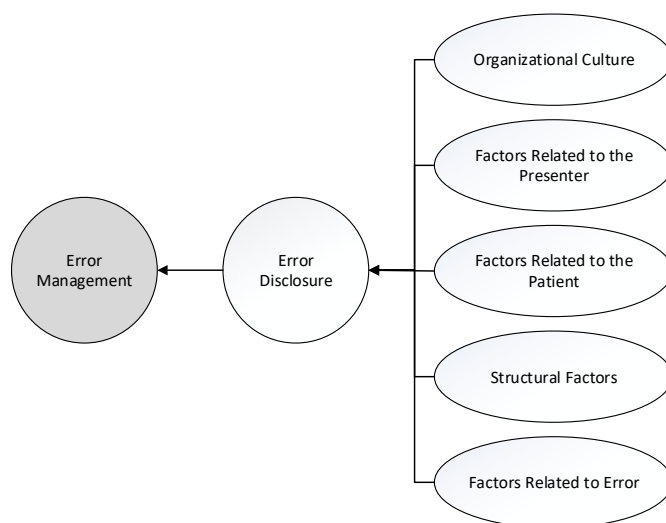 Organizational Culture
Factors Related to the
Presenter
Error
Management
Error
Disclosure
Factors Related to the
Patient
Structural Factors
Factors Related to Error